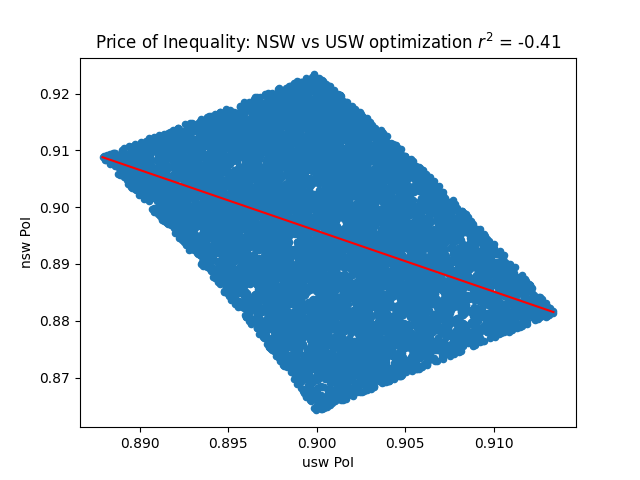 Price of Inequality: NSW vs USW optimization r² = -0.41
0.92
0.91
0.90
0.89
0.88
0.87
nsw PoI
0.890 0.895 0.900 0.905 0.910
usw PoI